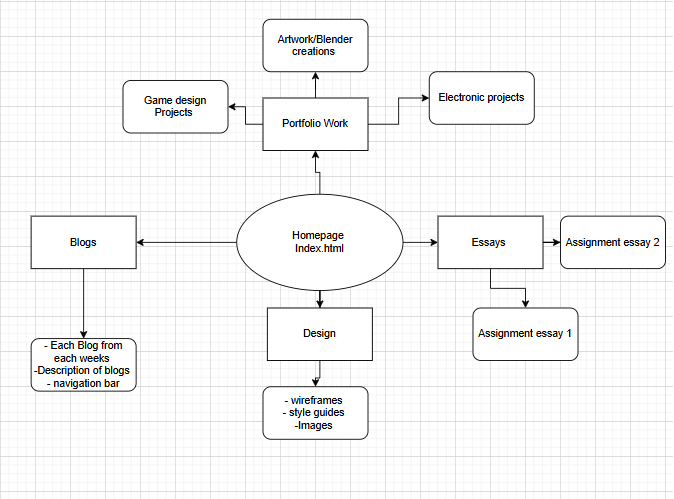 Artwork/Blender
creations
Game design
Projects
Electronic projects
Portfolio Work
Homepage
Index.html
Blogs
Essays
Assignment essay 2
Design
Assignment essay 1
- Each Blog from
each weeks
-Description of blogs
- navigation bar
- wireframes
- style guides
-Images